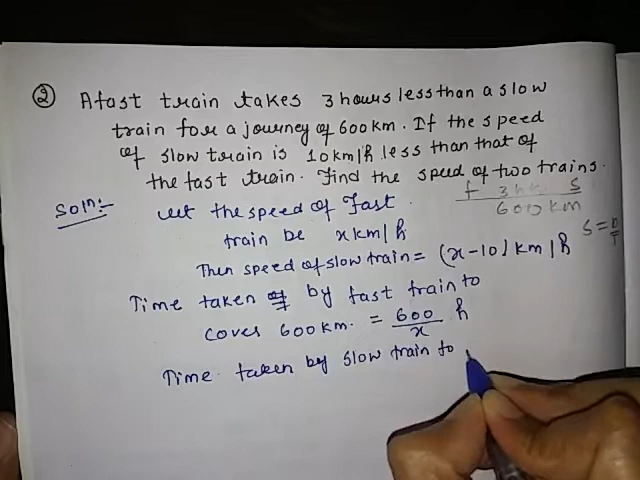 ② A fast train takes 3 hours less than a slow
train for a journey of 600 km. If the speed
of slow train is 10 km/h less than that of
the fast train. Find the speed of two trains.
f 3h S
600 km
S = D/T
Soln:- Let the speed of Fast
train be x km/h
Then speed of slow train = (x-10) km/h
Time taken by fast train to
cover 600 km. = 600/x h
Time taken by slow train to